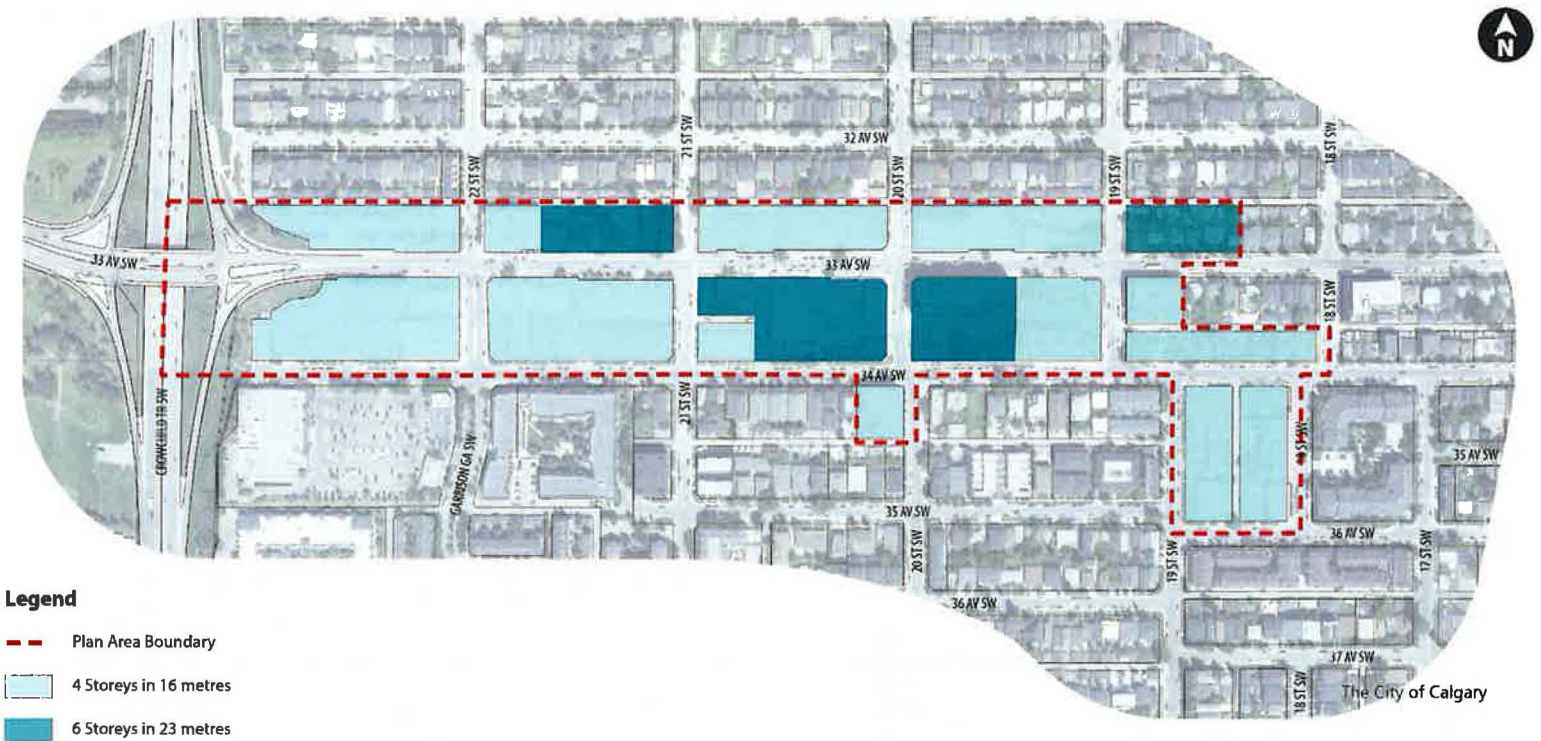 N
21 ST SW
32 AV SW
18 ST SW
22 ST SW
20 ST SW
19 ST SW
33 AV SW
33 AV SW
18 ST SW
34 AV SW
CROWCHILD TR SW
21 ST SW
GARRISON GA SW
18 ST SW
35 AV SW
35 AV SW
36 AV SW
20 ST SW
19 ST SW
17 ST SW
36 AV SW
37 AV SW
18 ST SW
The City of Calgary
Legend
Plan Area Boundary
4 Storeys in 16 metres
6 Storeys in 23 metres